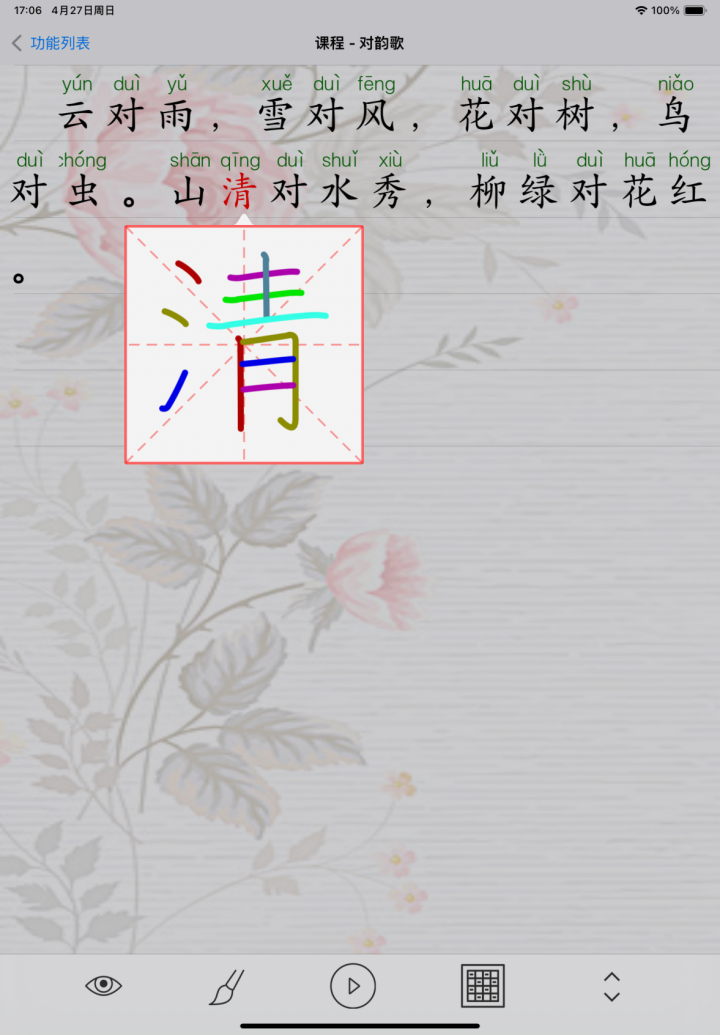 17:06 4月27日周日
100%
功能列表
课程 - 对韵歌
yún duì yǔ xuě duì fēng huā duì shù niǎo
云对雨，雪对风，花对树，鸟
duì chóng shān qīng duì shuǐ xiù liǔ lǜ duì huā hóng
对虫。山清对水秀，柳绿对花红
。
清